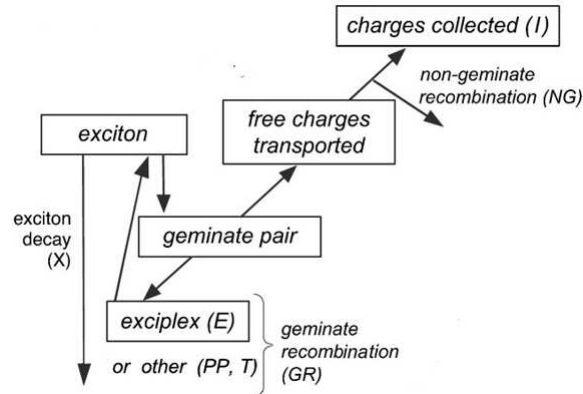 charges collected (I)
non-geminate
recombination (NG)
free charges
transported
exciton
exciton
decay
(X)
geminate pair
exciplex (E)
or other (PP, T)
geminate
recombination
(GR)